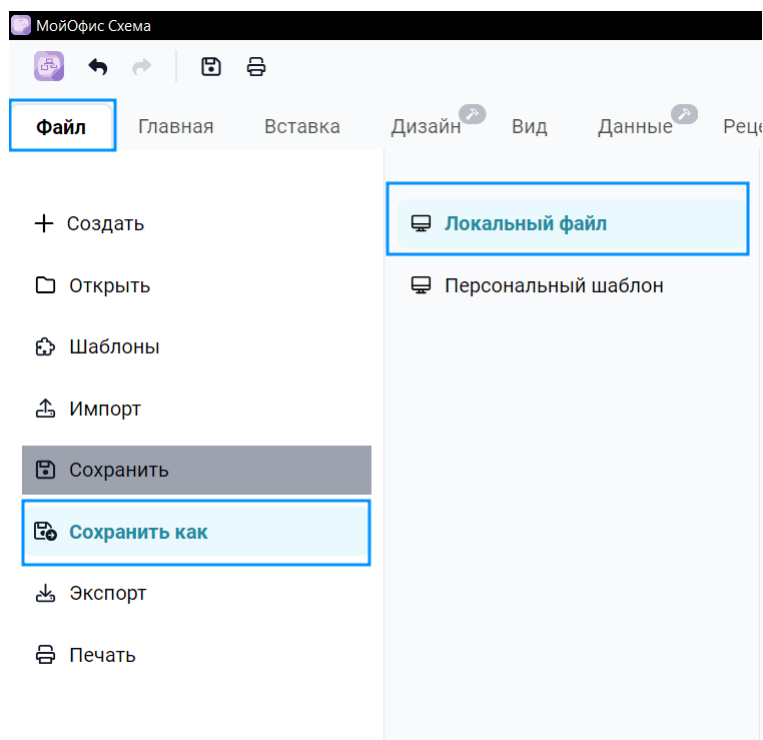 МойОфис Схема
Файл Главная Вставка Дизайн Вид Данные Реце
Создать
Локальный файл
Открыть
Персональный шаблон
Шаблоны
Импорт
Сохранить
Сохранить как
Экспорт
Печать